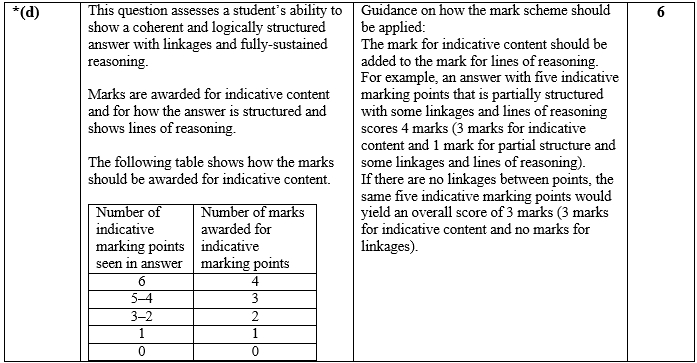 *(d)
This question assesses a student's ability to
show a coherent and logically structured
answer with linkages and fully-sustained
reasoning.
Marks are awarded for indicative content
and for how the answer is structured and
shows lines of reasoning.
The following table shows how the marks
should be awarded for indicative content.
Number of indicative marking points seen in answer
Number of marks awarded for indicative marking points
6 4
5–4 3
3–2 2
1 1
0 0
Guidance on how the mark scheme should
be applied:
The mark for indicative content should be
added to the mark for lines of reasoning.
For example, an answer with five indicative
marking points that is partially structured
with some linkages and lines of reasoning
scores 4 marks (3 marks for indicative
content and 1 mark for partial structure and
some linkages and lines of reasoning).
If there are no linkages between points, the
same five indicative marking points would
yield an overall score of 3 marks (3 marks
for indicative content and no marks for
linkages).
6